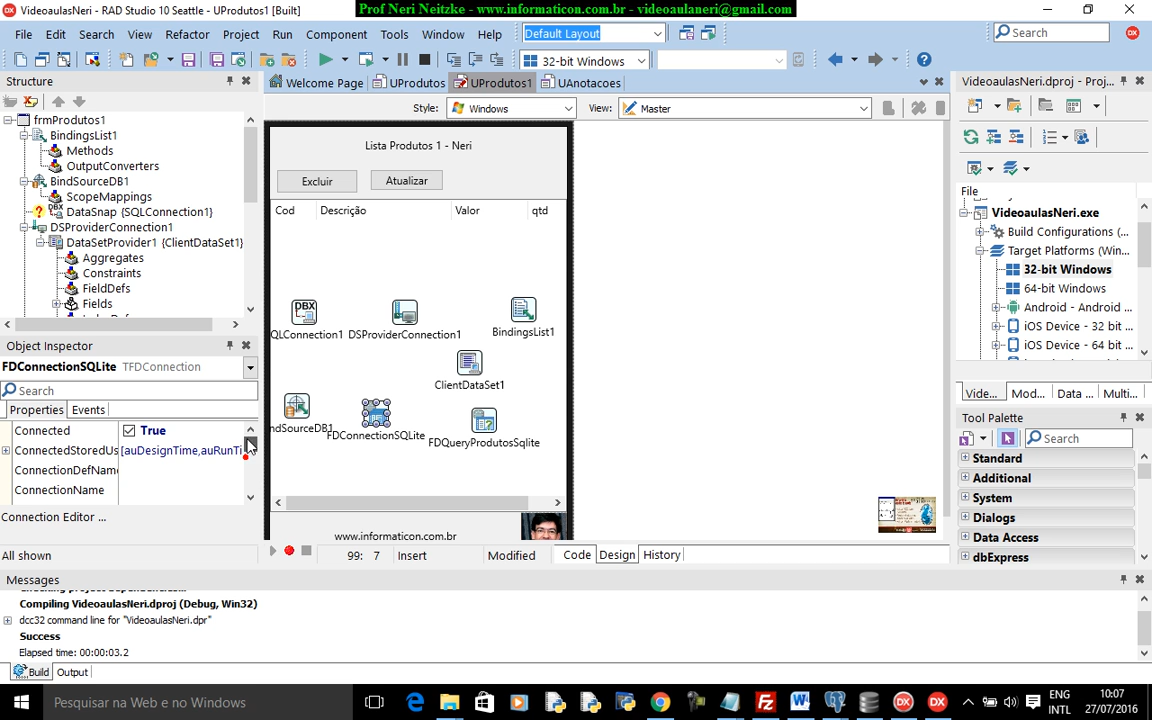 Prof Neri Neitzke - www.informaticon.com.br - videoaulaneri@gmail.com
VideoaulasNeri - RAD Studio 10 Seattle - UProdutos1 [Built]
File Edit Search View Refactor Project Run Component Tools Window Help
Default Layout
Search
32-bit Windows
Structure
Welcome Page UProdutos UProdutos1 UAnotacoes
VideoaulasNeri.dproj - Proj...
Style: Windows View: Master
frmProdutos1
BindingsList1
Methods
OutputConverters
BindSourceDB1
ScopeMappings
DataSnap {SQLConnection1}
DSProviderConnection1
DataSetProvider1 {ClientDataSet1}
Aggregates
Constraints
FieldDefs
Fields
Lista Produtos 1 - Neri
Excluir Atualizar
Cod Descrição Valor qtd
QLConnection1 DSProviderConnection1 BindingsList1
ClientDataSet1
ndSourceDB1 FDConnectionSQLite FDQueryProdutosSqlite
www.informaticon.com.br
File
VideoaulasNeri.exe
Build Configurations (...
Target Platforms (Win...
32-bit Windows
64-bit Windows
Android - Android ...
iOS Device - 32 bit ...
iOS Device - 64 bit ...
Vide... Mod... Data ... Multi...
Object Inspector
FDConnectionSQLite TFDConnection
Search
Properties Events
Connected True
ConnectedStoredUs [auDesignTime,auRunTi
ConnectionDefName
ConnectionName
Connection Editor ...
All shown
99: 7 Insert Modified Code Design History
Tool Palette
Search
Standard
Additional
System
Dialogs
Data Access
dbExpress
Messages
Compiling VideoaulasNeri.dproj (Debug, Win32)
dcc32 command line for "VideoaulasNeri.dpr"
Success
Elapsed time: 00:00:03.2
Build Output
Pesquisar na Web e no Windows
ENG 10:07
INTL 27/07/2016